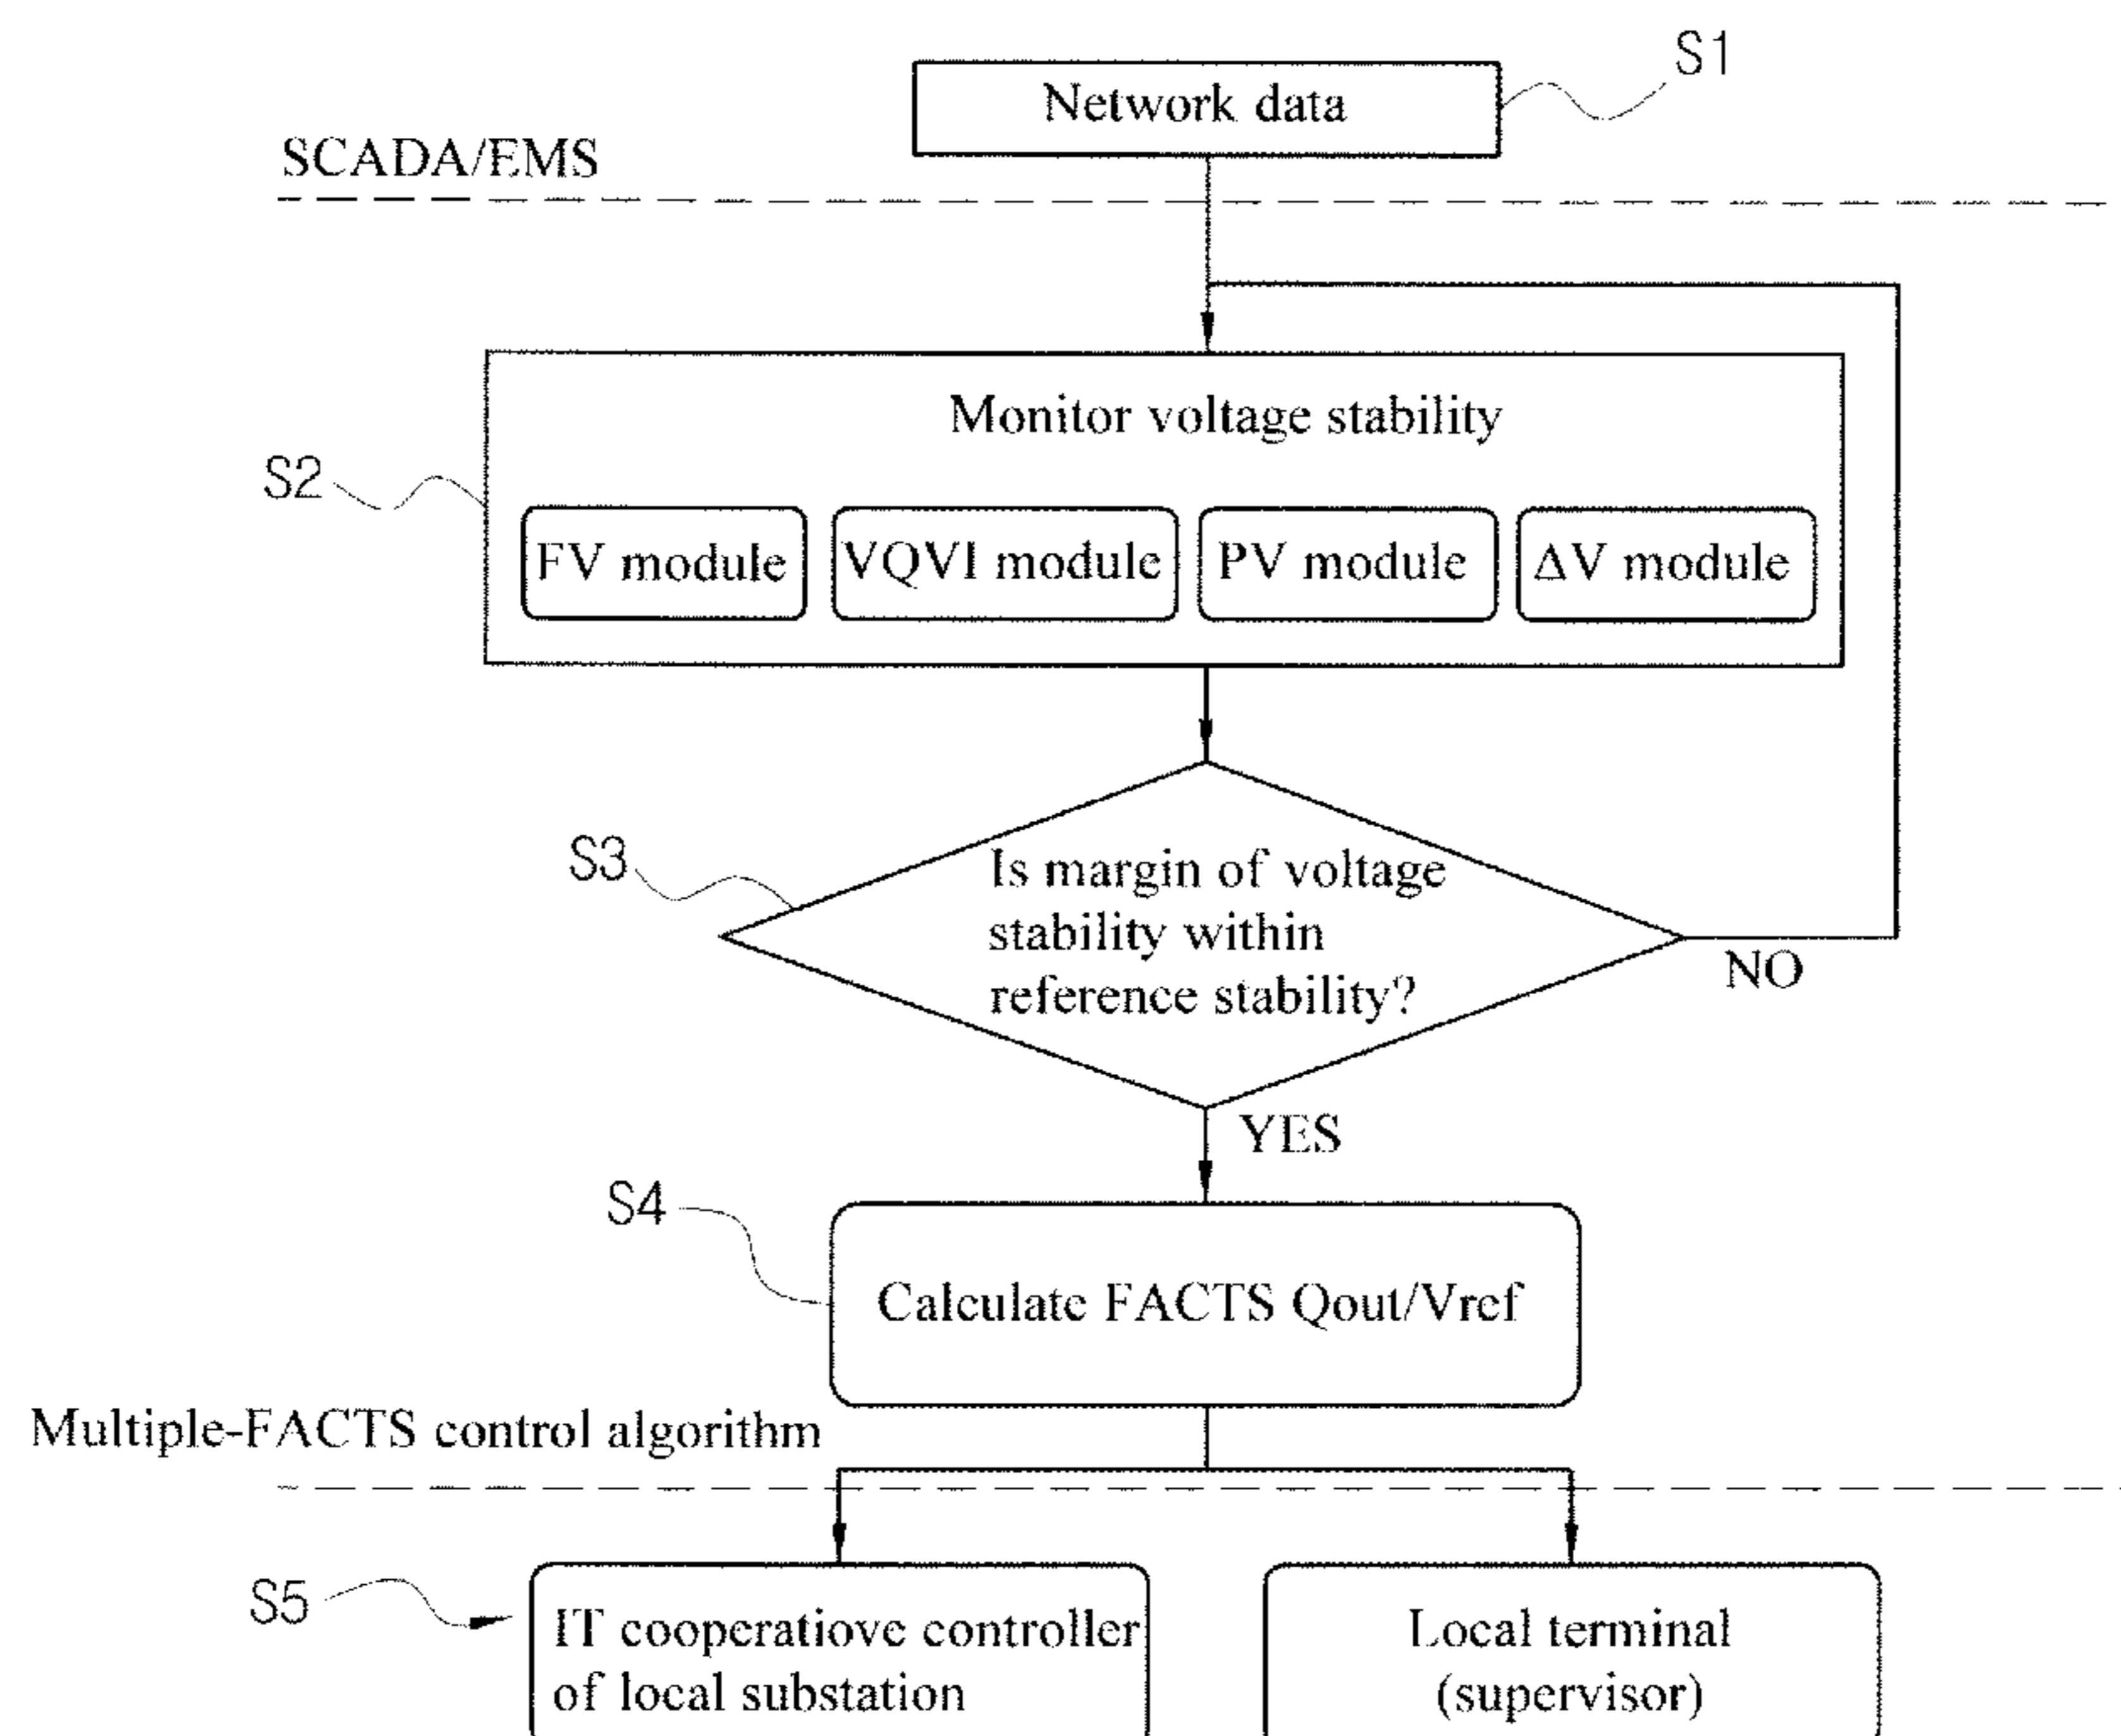 S1
Network data
SCADA/EMS
Monitor voltage stability
S2
FV module
VQVI module
PV module
ΔV module
S3
Is margin of voltage
stability within
reference stability?
NO
YES
S4
Calculate FACTS Qout/Vref
Multiple-FACTS control algorithm
S5
IT cooperatiove controller
of local substation
Local terminal
(supervisor)